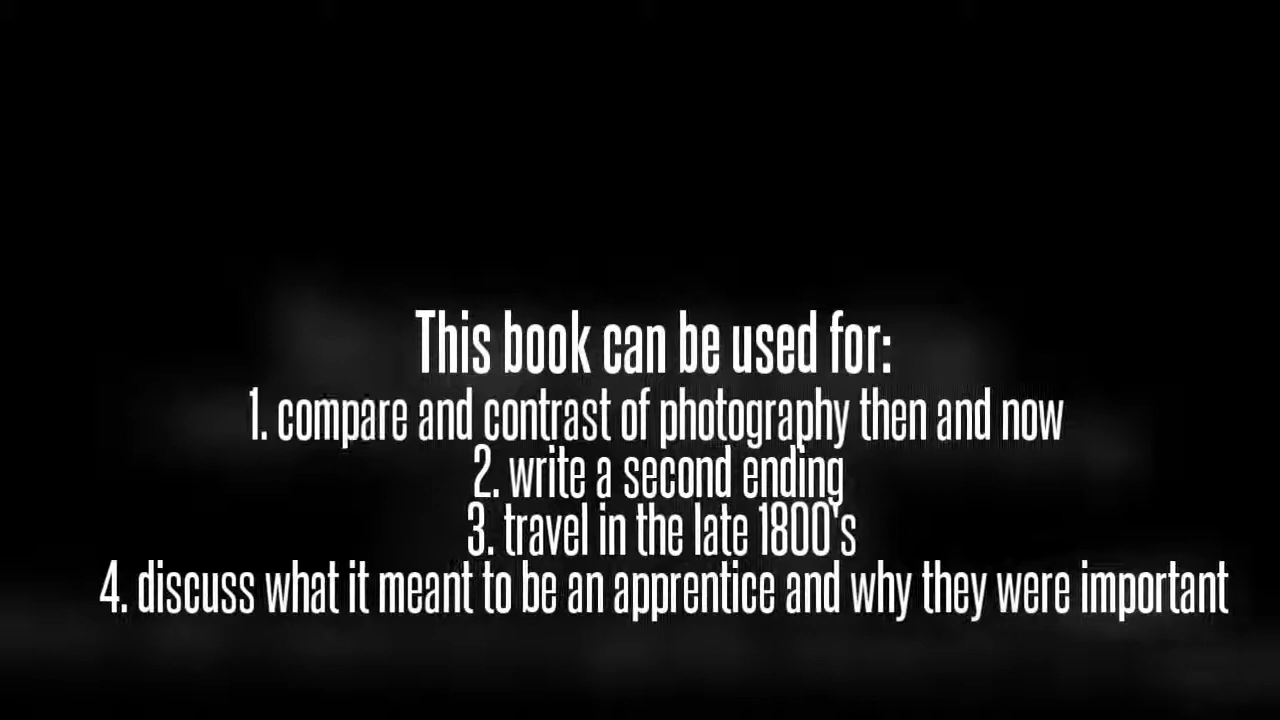 This book can be used for:
1. compare and contrast of photography then and now
2. write a second ending
3. travel in the late 1800's
4. discuss what it meant to be an apprentice and why they were important